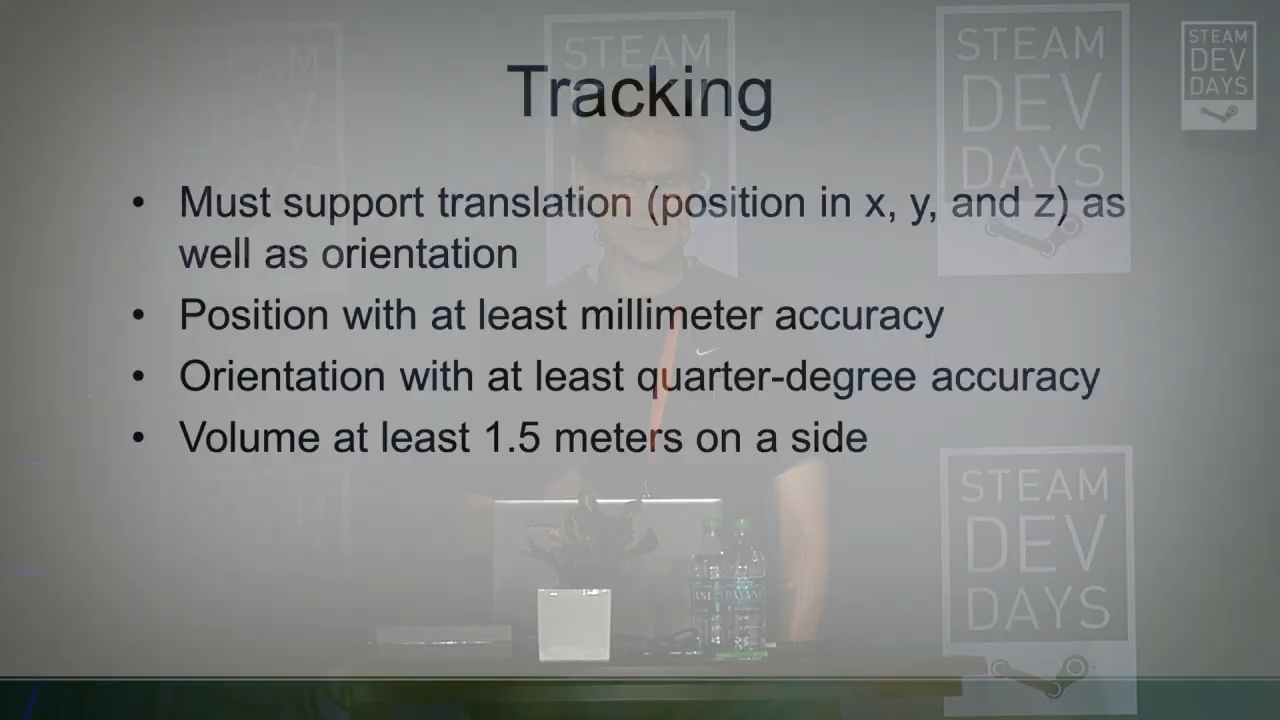 Tracking
• Must support translation (position in x, y, and z) as
well as orientation
• Position with at least millimeter accuracy
• Orientation with at least quarter-degree accuracy
• Volume at least 1.5 meters on a side
STEAM
STEAM
DEV
DAYS
STEAM
DEV
DAYS
STEAM
DEV
DAYS